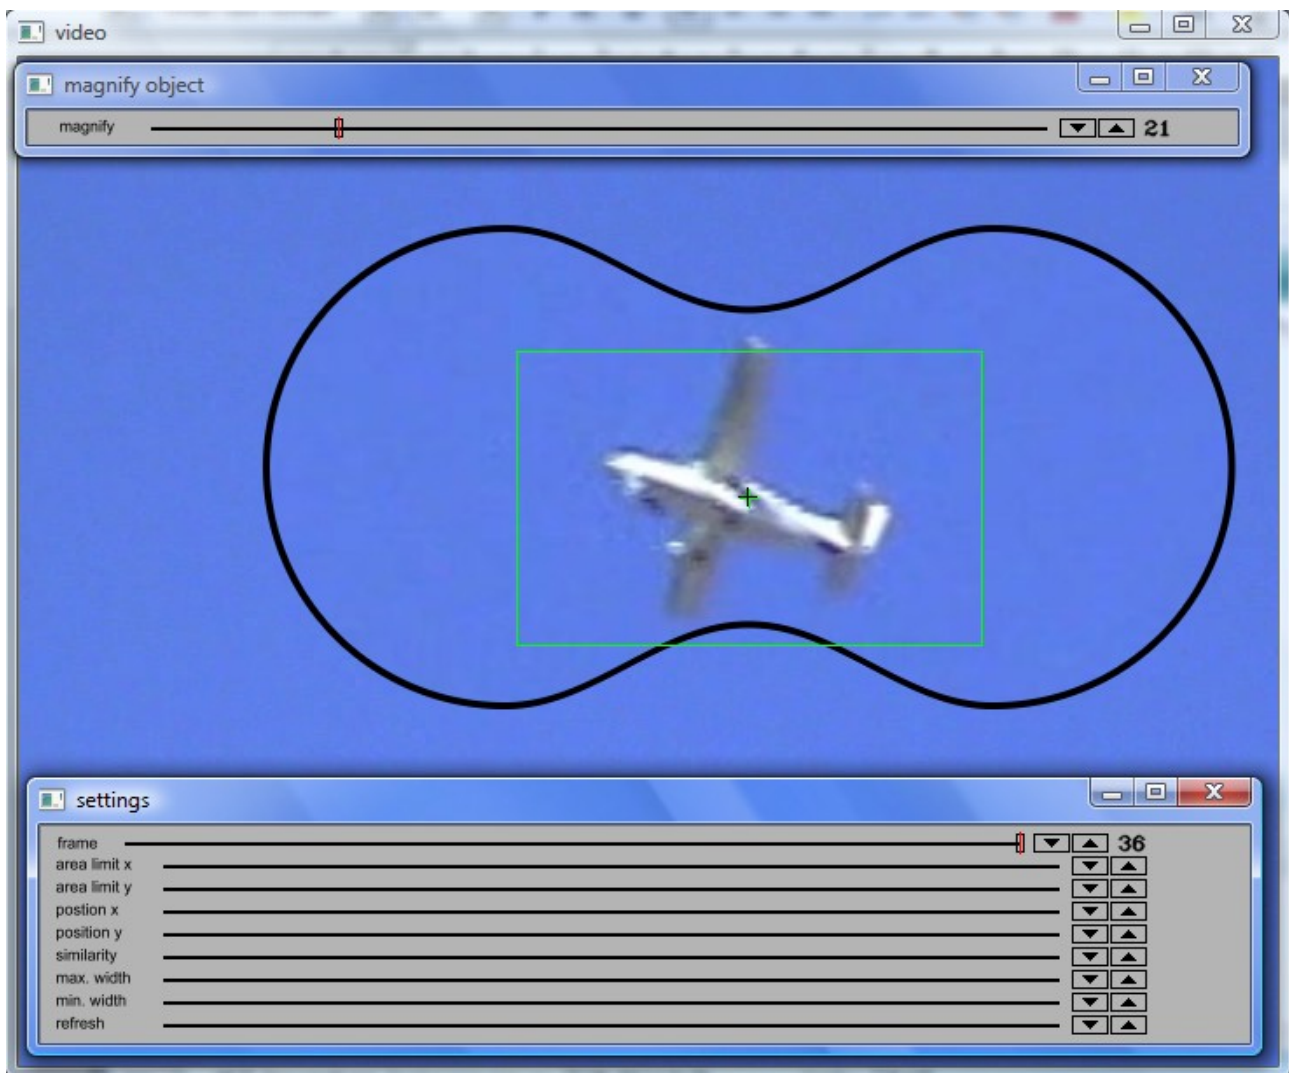 video
magnify object
magnify 21
settings
frame 36
area limit x
area limit y
postion x
position y
similarity
max. width
min. width
refresh